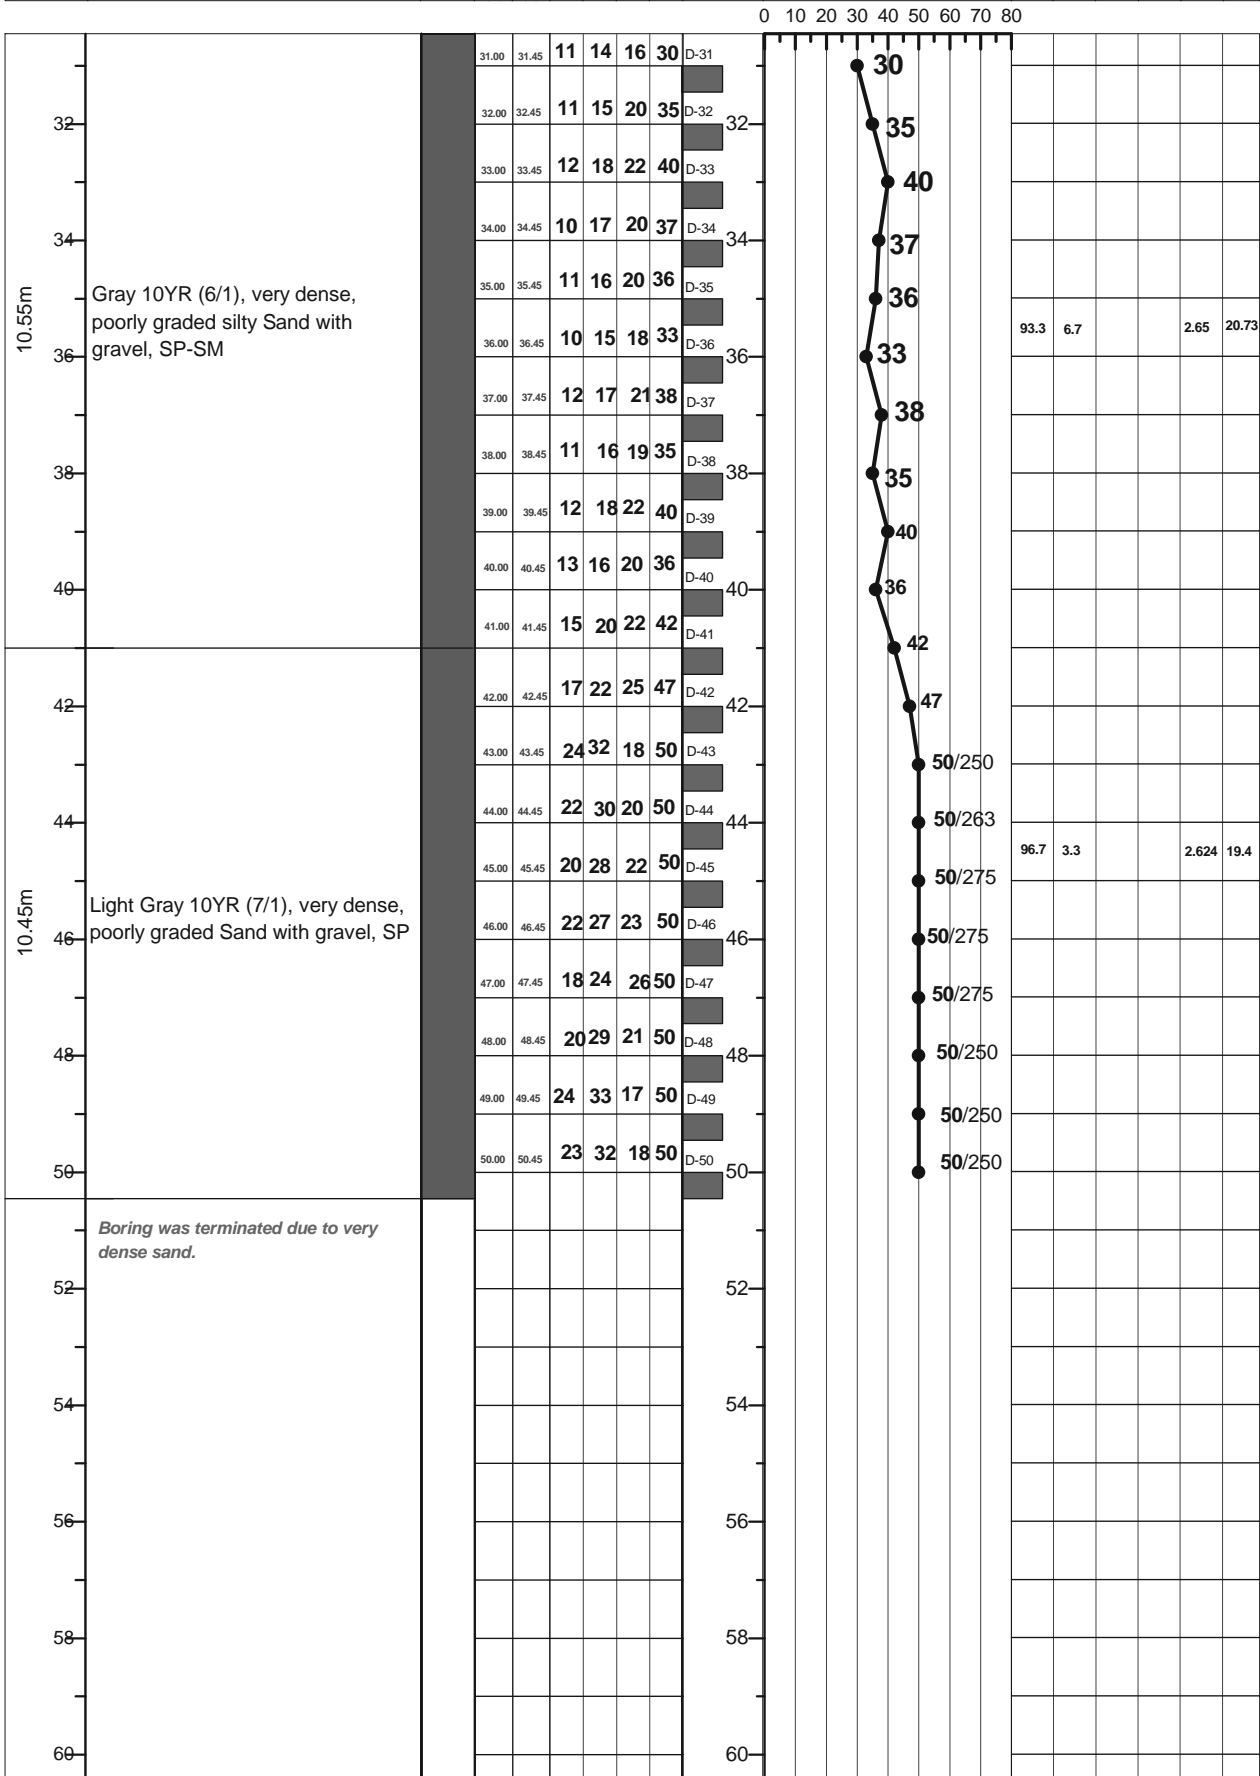 0 10 20 30 40 50 60 70 80
31.00 31.45 11 14 16 30 D-31
30
32.00 32.45 11 15 20 35 D-32
32 32 35
33.00 33.45 12 18 22 40 D-33
40
34.00 34.45 10 17 20 37 D-34
34 34 37
35.00 35.45 11 16 20 36 D-35
36
10.55m
Gray 10YR (6/1), very dense,
poorly graded silty Sand with
gravel, SP-SM
93.3 6.7 2.65 20.73
36.00 36.45 10 15 18 33 D-36
36 36 33
37.00 37.45 12 17 21 38 D-37
38
38.00 38.45 11 16 19 35 D-38
38 38 35
39.00 39.45 12 18 22 40 D-39
40
40.00 40.45 13 16 20 36 D-40
40 40 36
41.00 41.45 15 20 22 42 D-41
42
42.00 42.45 17 22 25 47 D-42
42 42 47
43.00 43.45 24 32 18 50 D-43
50/250
44.00 44.45 22 30 20 50 D-44
44 44 50/263
96.7 3.3 2.624 19.4
45.00 45.45 20 28 22 50 D-45
50/275
10.45m
Light Gray 10YR (7/1), very dense,
poorly graded Sand with gravel, SP
46.00 46.45 22 27 23 50 D-46
46 46 50/275
47.00 47.45 18 24 26 50 D-47
50/275
48.00 48.45 20 29 21 50 D-48
48 48 50/250
49.00 49.45 24 33 17 50 D-49
50/250
50.00 50.45 23 32 18 50 D-50
50 50 50/250
Boring was terminated due to very
dense sand.
52 52
54 54
56 56
58 58
60 60